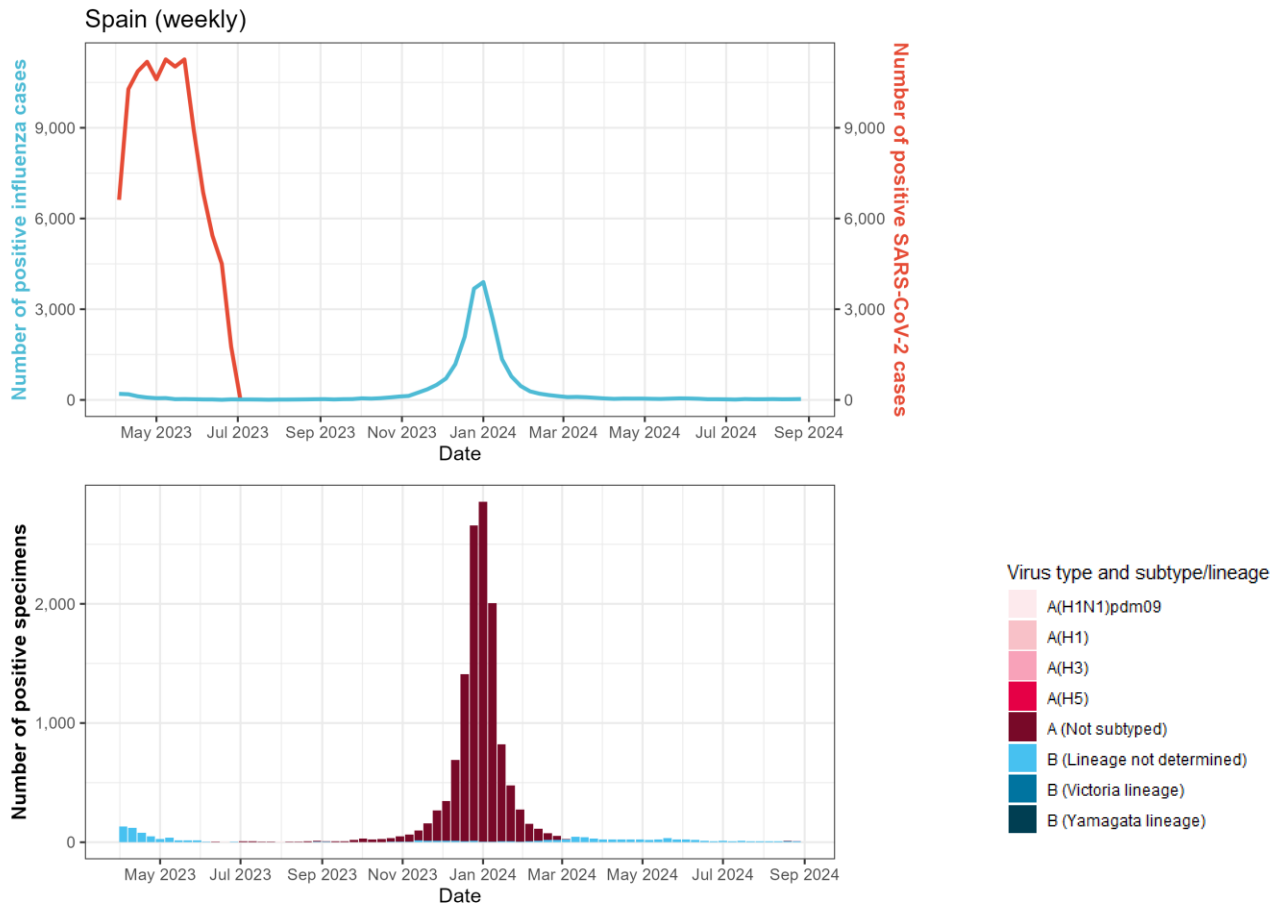 Spain (weekly)
Number of positive influenza cases
9,000
6,000
3,000
0
9,000
6,000
3,000
0
Number of positive SARS-CoV-2 cases
May 2023 Jul 2023 Sep 2023 Nov 2023 Jan 2024 Mar 2024 May 2024 Jul 2024 Sep 2024
Date
Number of positive specimens
2,000
1,000
0
May 2023 Jul 2023 Sep 2023 Nov 2023 Jan 2024 Mar 2024 May 2024 Jul 2024 Sep 2024
Date
Virus type and subtype/lineage
A(H1N1)pdm09
A(H1)
A(H3)
A(H5)
A (Not subtyped)
B (Lineage not determined)
B (Victoria lineage)
B (Yamagata lineage)